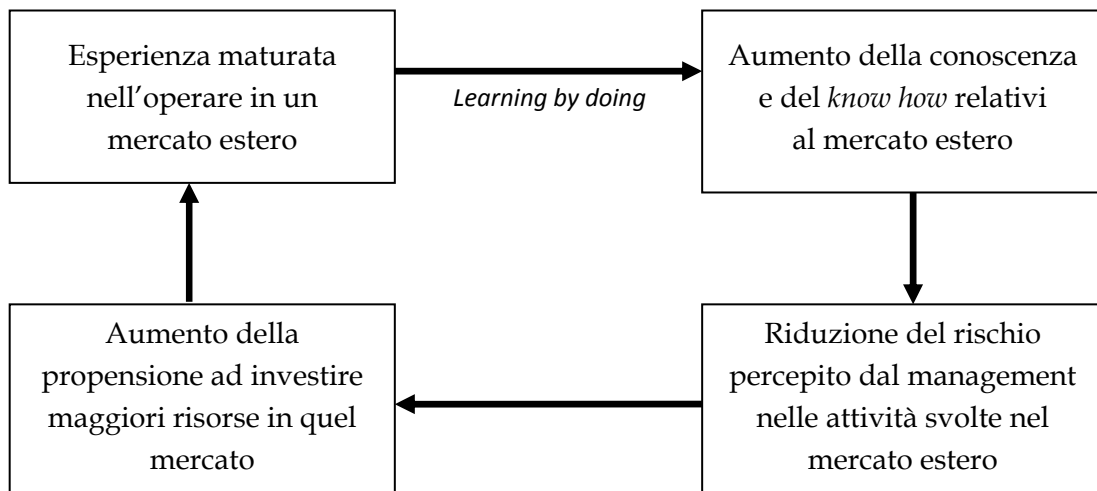 Esperienza maturata
nell’operare in un
mercato estero
Learning by doing
Aumento della conoscenza
e del know how relativi
al mercato estero
Aumento della
propensione ad investire
maggiori risorse in quel
mercato
Riduzione del rischio
percepito dal management
nelle attività svolte nel
mercato estero